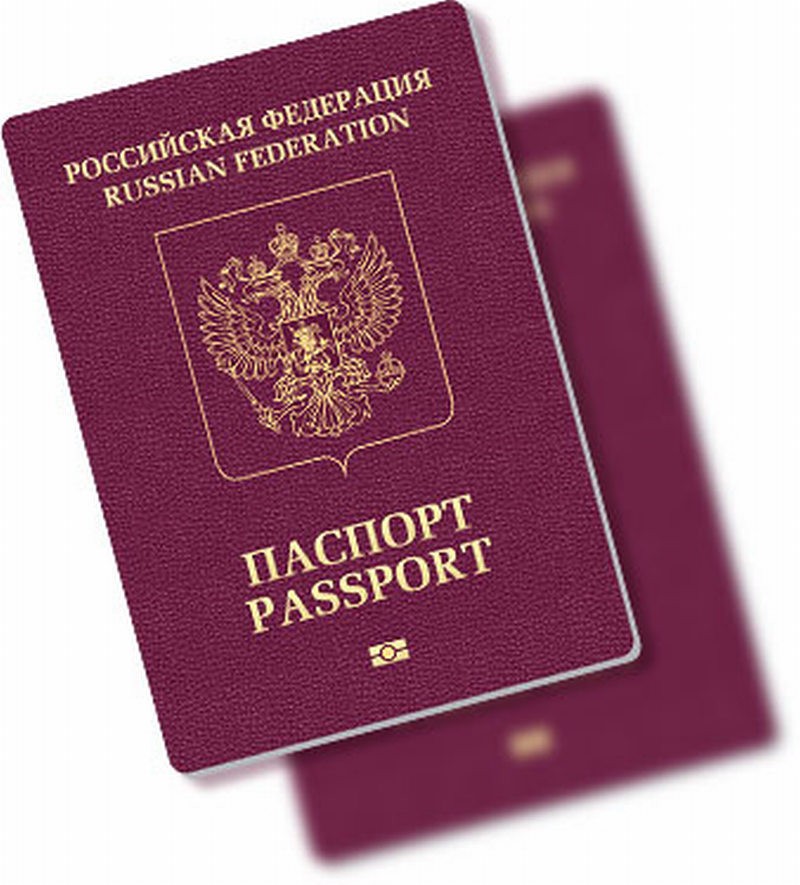 РОССИЙСКАЯ ФЕДЕРАЦИЯ
RUSSIAN FEDERATION
ПАСПОРТ
PASSPORT